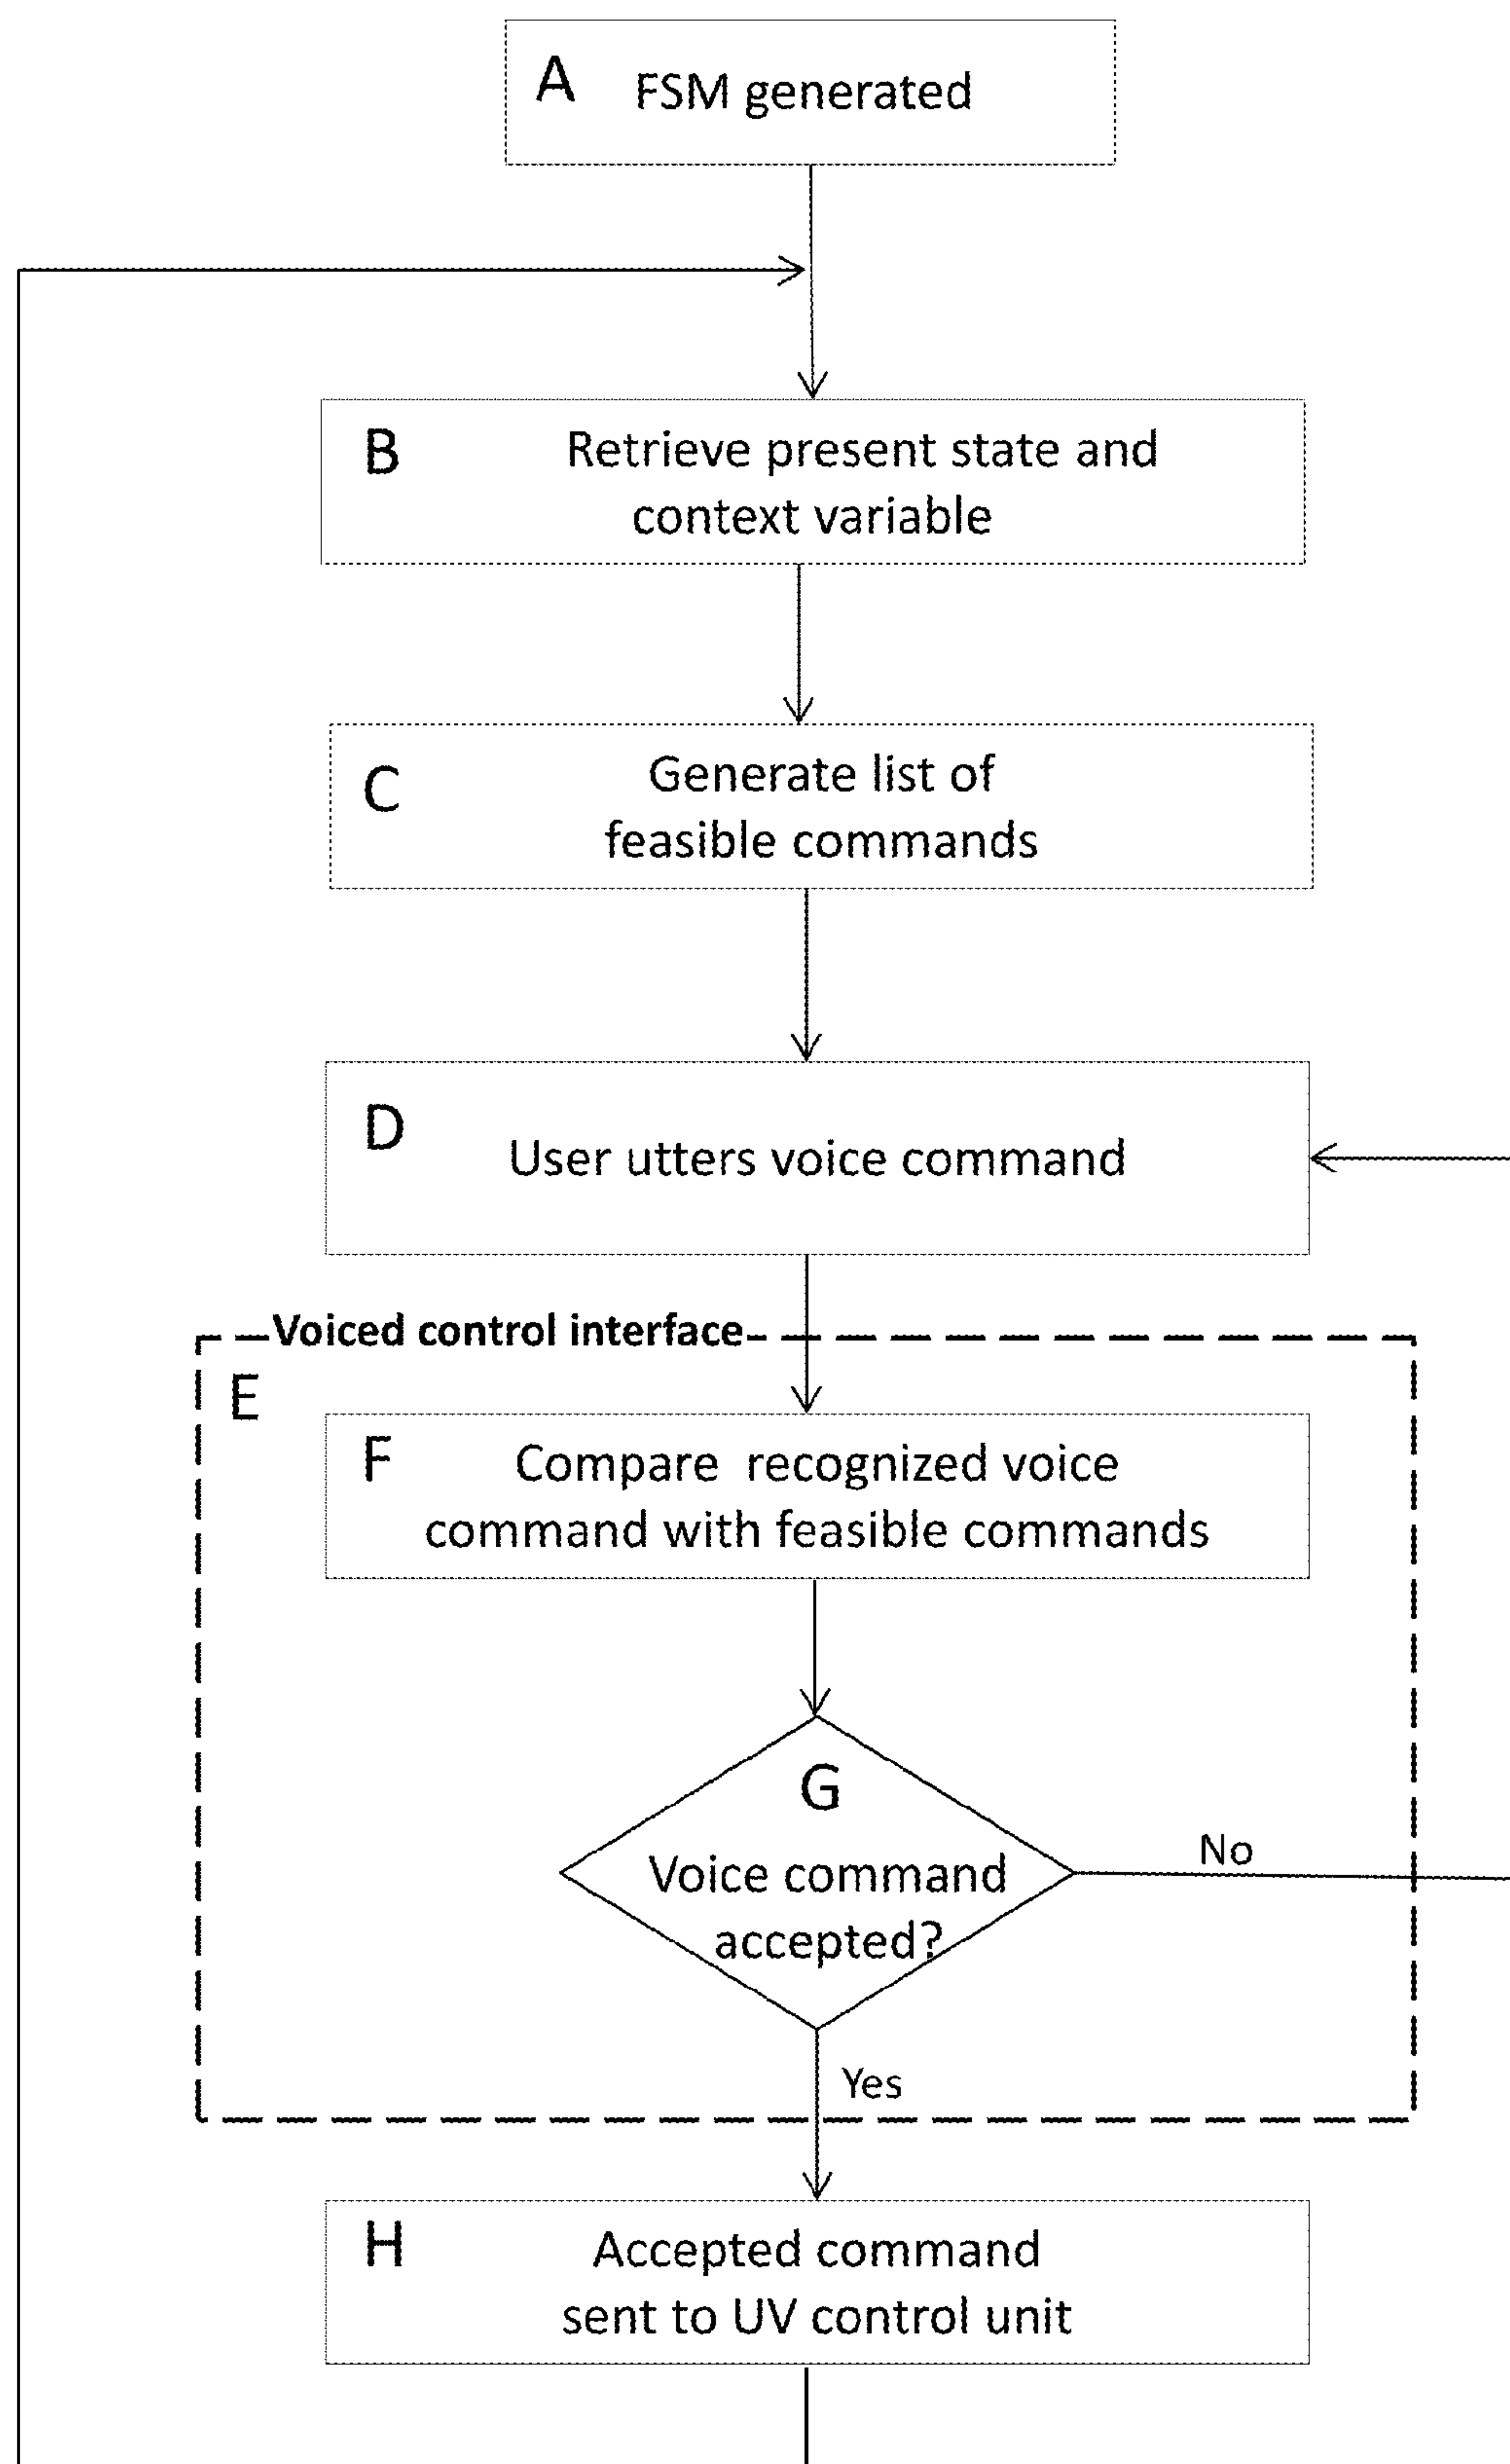 A FSM generated
B Retrieve present state and
context variable
C Generate list of
feasible commands
D User utters voice command
Voiced control interface
E
F Compare recognized voice
command with feasible commands
G
Voice command
accepted?
No
Yes
H Accepted command
sent to UV control unit